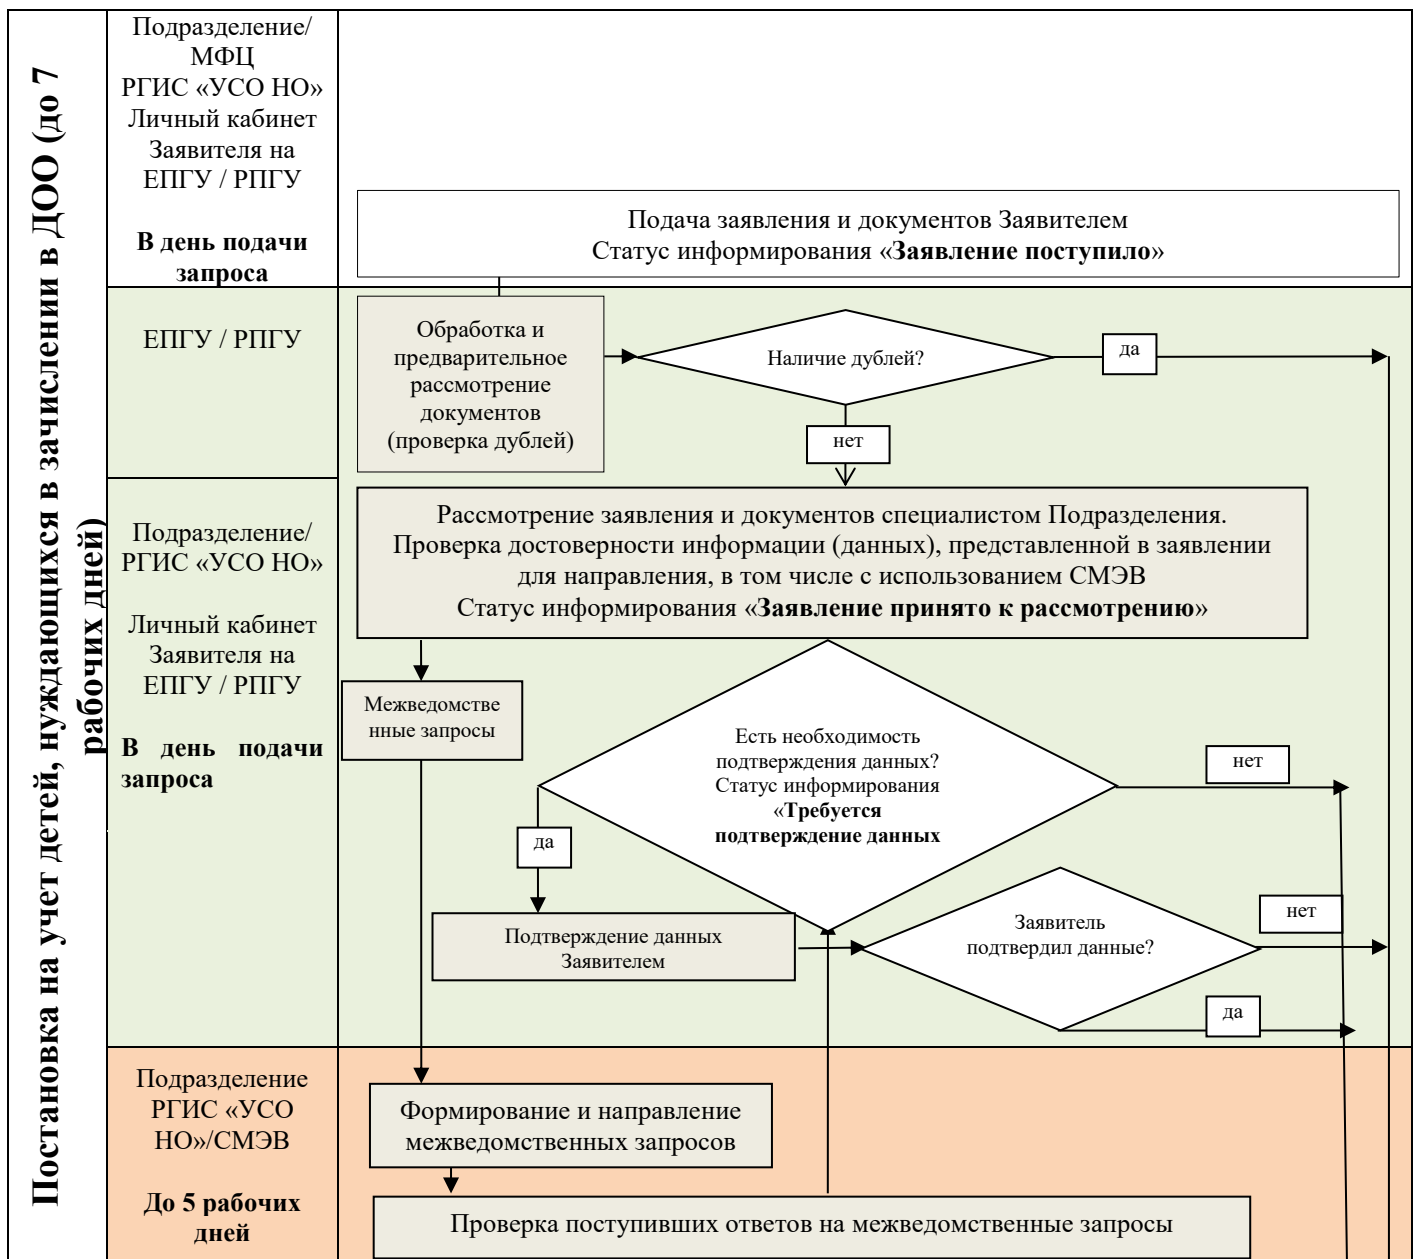 Постановка на учет детей, нуждающихся в зачислении в ДОО (до 7
рабочих дней)
Подразделение/
МФЦ
РГИС «УСО НО»
Личный кабинет
Заявителя на
ЕПГУ / РПГУ
В день подачи
запроса
Подача заявления и документов Заявителем
Статус информирования «Заявление поступило»
ЕПГУ / РПГУ
Обработка и
предварительное
рассмотрение
документов
(проверка дублей)
Наличие дублей?
да
нет
Подразделение/
РГИС «УСО НО»
Личный кабинет
Заявителя на
ЕПГУ / РПГУ
В день подачи
запроса
Рассмотрение заявления и документов специалистом Подразделения.
Проверка достоверности информации (данных), представленной в заявлении
для направления, в том числе с использованием СМЭВ
Статус информирования «Заявление принято к рассмотрению»
Межведомстве
нные запросы
Есть необходимость
подтверждения данных?
Статус информирования
«Требуется
подтверждение данных
нет
да
Подтверждение данных
Заявителем
Заявитель
подтвердил данные?
нет
да
Подразделение
РГИС «УСО
НО»/СМЭВ
До 5 рабочих
дней
Формирование и направление
межведомственных запросов
Проверка поступивших ответов на межведомственные запросы